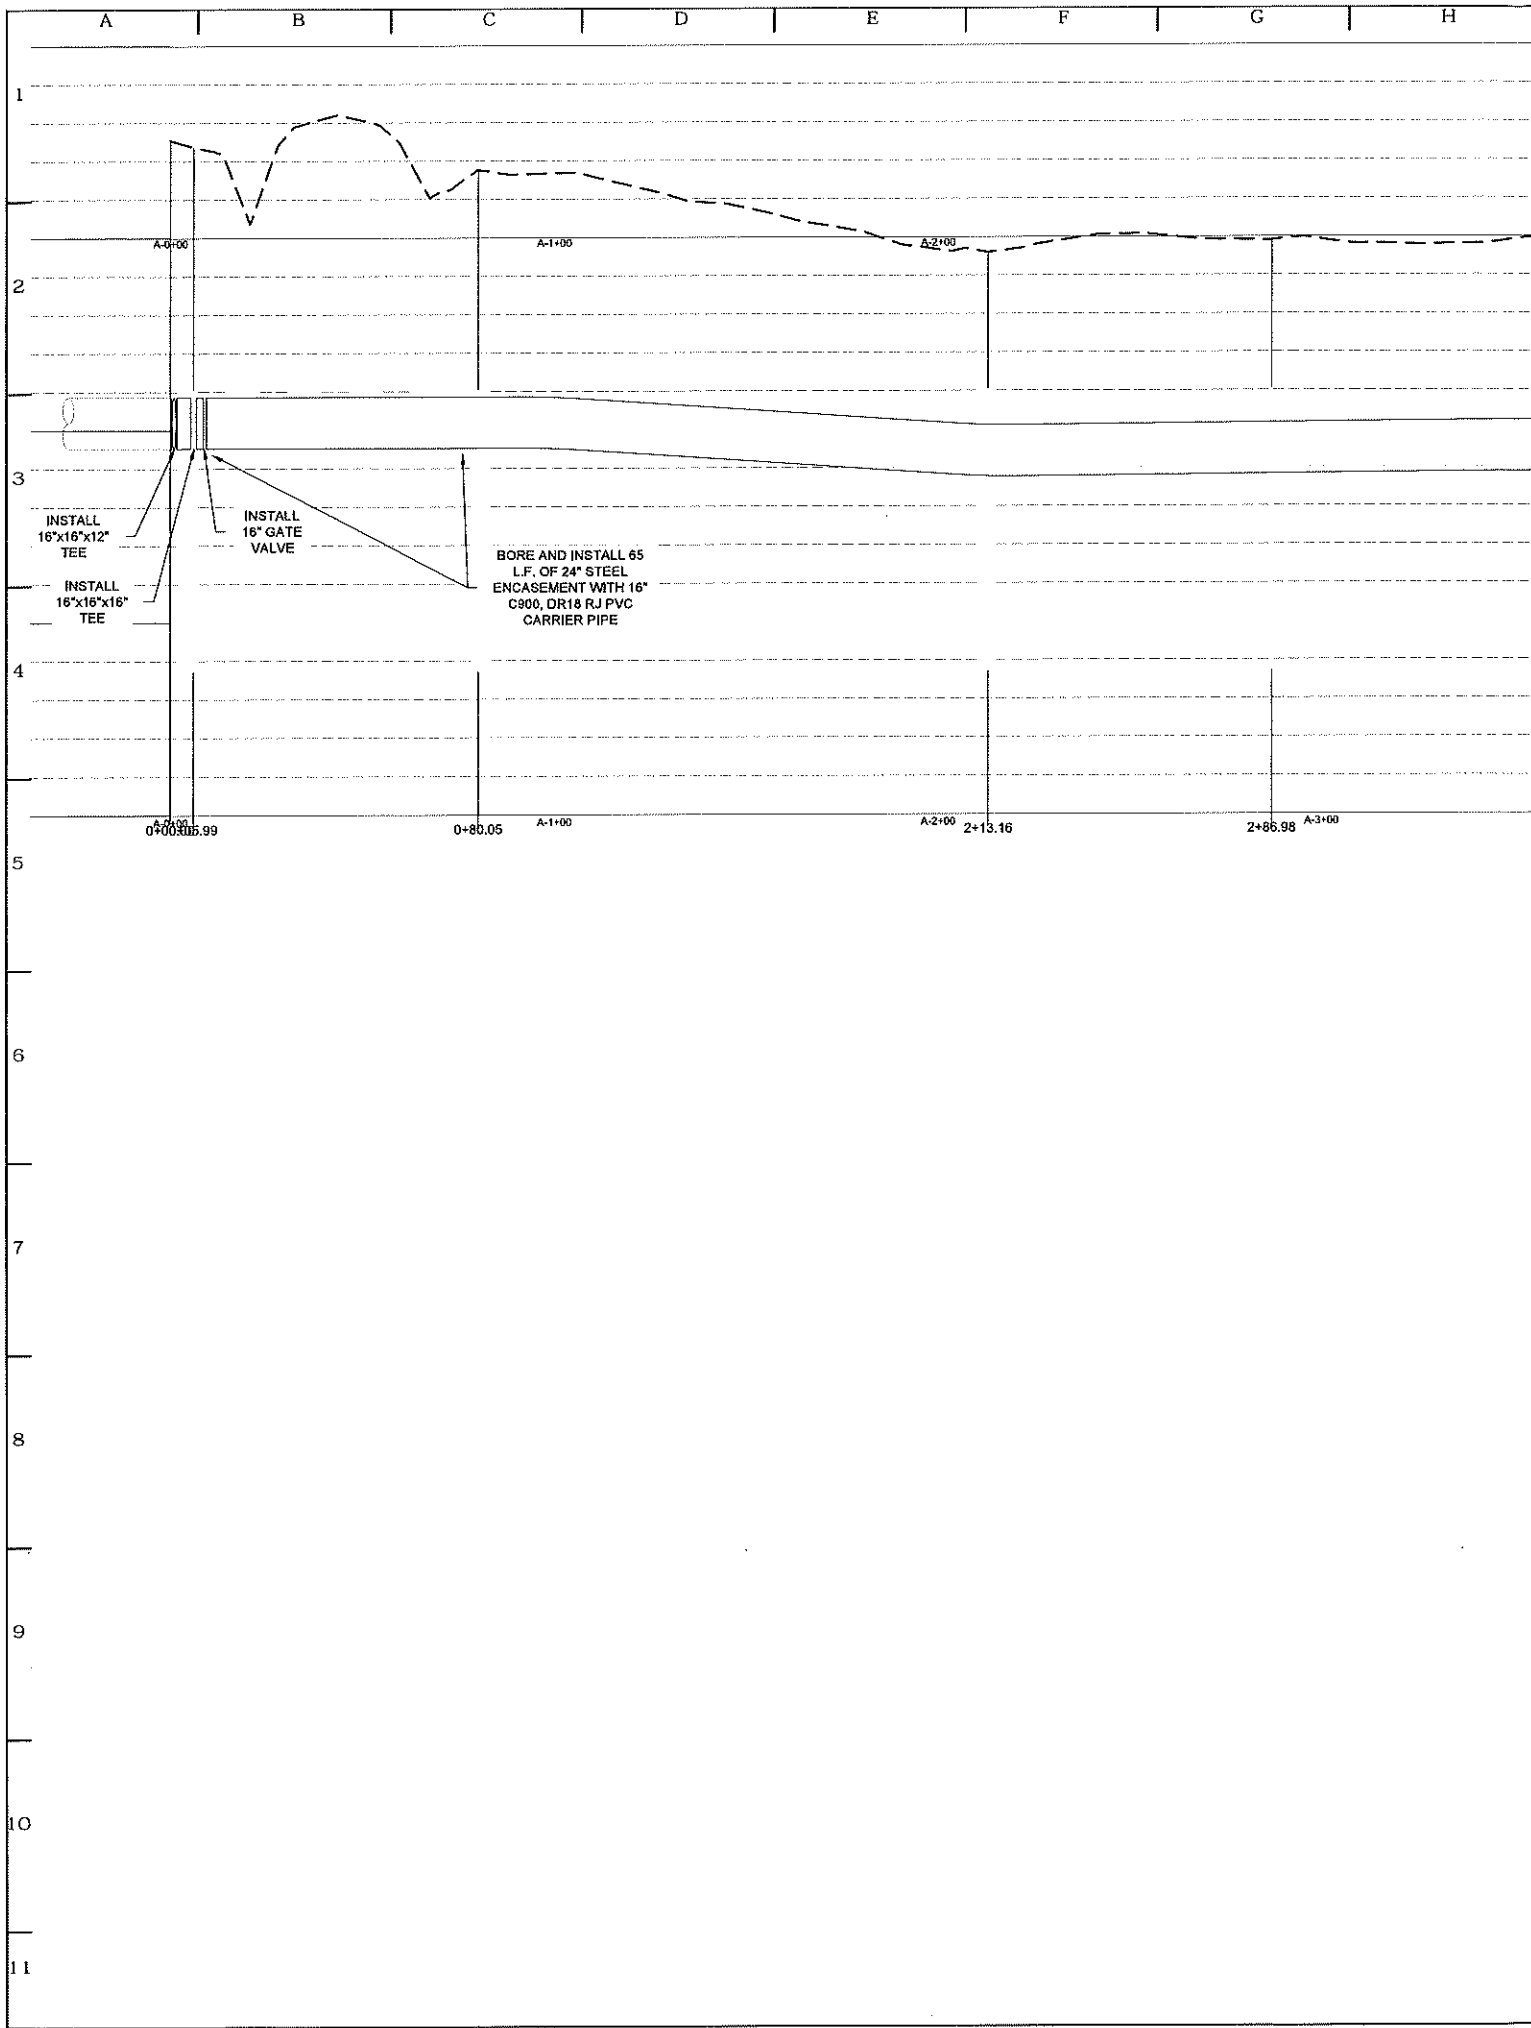 A B C D E F G H
1
A-0+00 A-1+00 A-2+00
2
3
INSTALL
16"x16"x12"
TEE
INSTALL
16" GATE
VALVE
INSTALL
16"x16"x16"
TEE
BORE AND INSTALL 65
L.F. OF 24" STEEL
ENCASEMENT WITH 16"
C900, DR18 RJ PVC
CARRIER PIPE
4
A-0+00 A-1+00 A-2+00 A-3+00
0+80.05 2+13.16 2+86.98
5
6
7
8
9
10
11